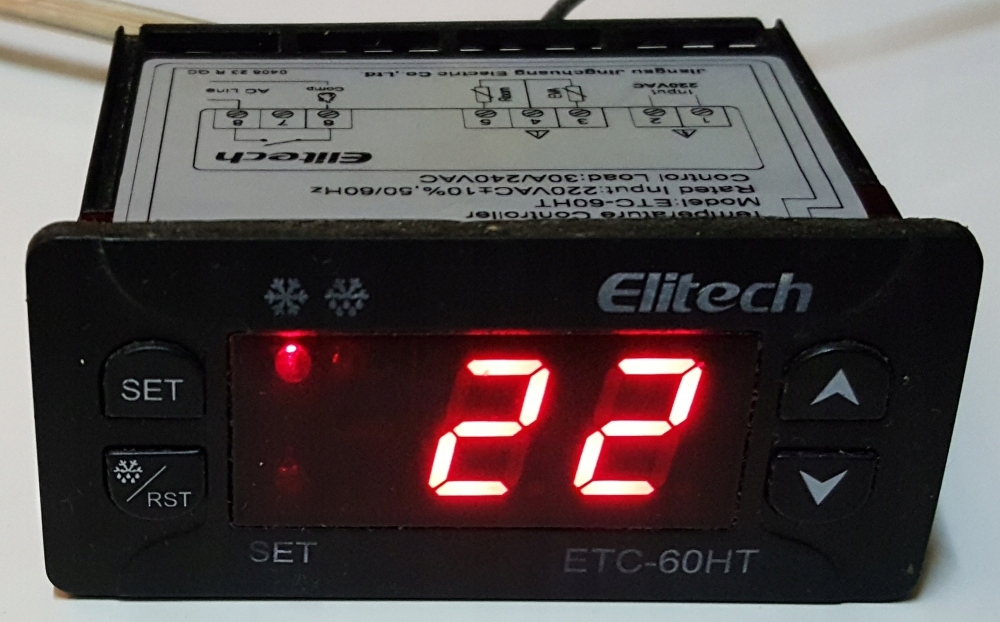 Jiangsu Jingchuang Electric Co.,Ltd.
0408 23 R QC
AC Line
Comp
Room
EVA
220VAC
Input
8
7
6
5
4
3
2
1
Elitech
Control Load:30A/240VAC
Rated Input:220VAC±10%,50/60Hz
Model:ETC-60HT
Temperature Controller
Elitech
SET
22
RST
SET
ETC-60HT